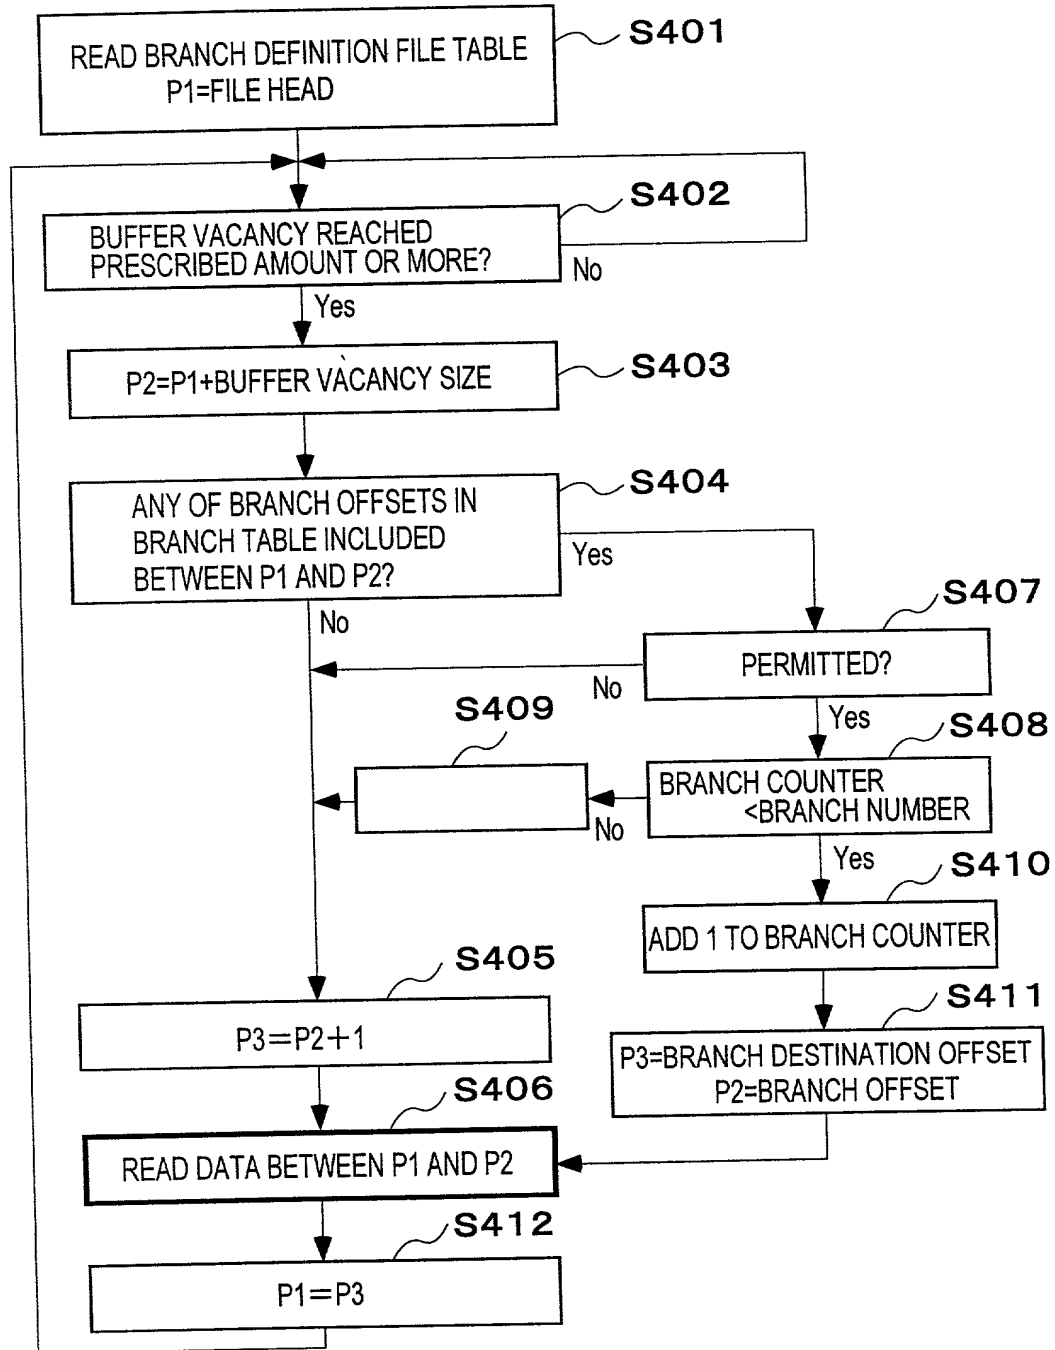 READ BRANCH DEFINITION FILE TABLE
P1=FILE HEAD
S401
BUFFER VACANCY REACHED
PRESCRIBED AMOUNT OR MORE?
S402
No
Yes
P2=P1+BUFFER VACANCY SIZE
S403
ANY OF BRANCH OFFSETS IN
BRANCH TABLE INCLUDED
BETWEEN P1 AND P2?
S404
Yes
No
S407
PERMITTED?
No
Yes
S409
S408
BRANCH COUNTER
<BRANCH NUMBER
No
Yes
S410
ADD 1 TO BRANCH COUNTER
S405
P3=P2+1
S411
P3=BRANCH DESTINATION OFFSET
P2=BRANCH OFFSET
S406
READ DATA BETWEEN P1 AND P2
S412
P1=P3